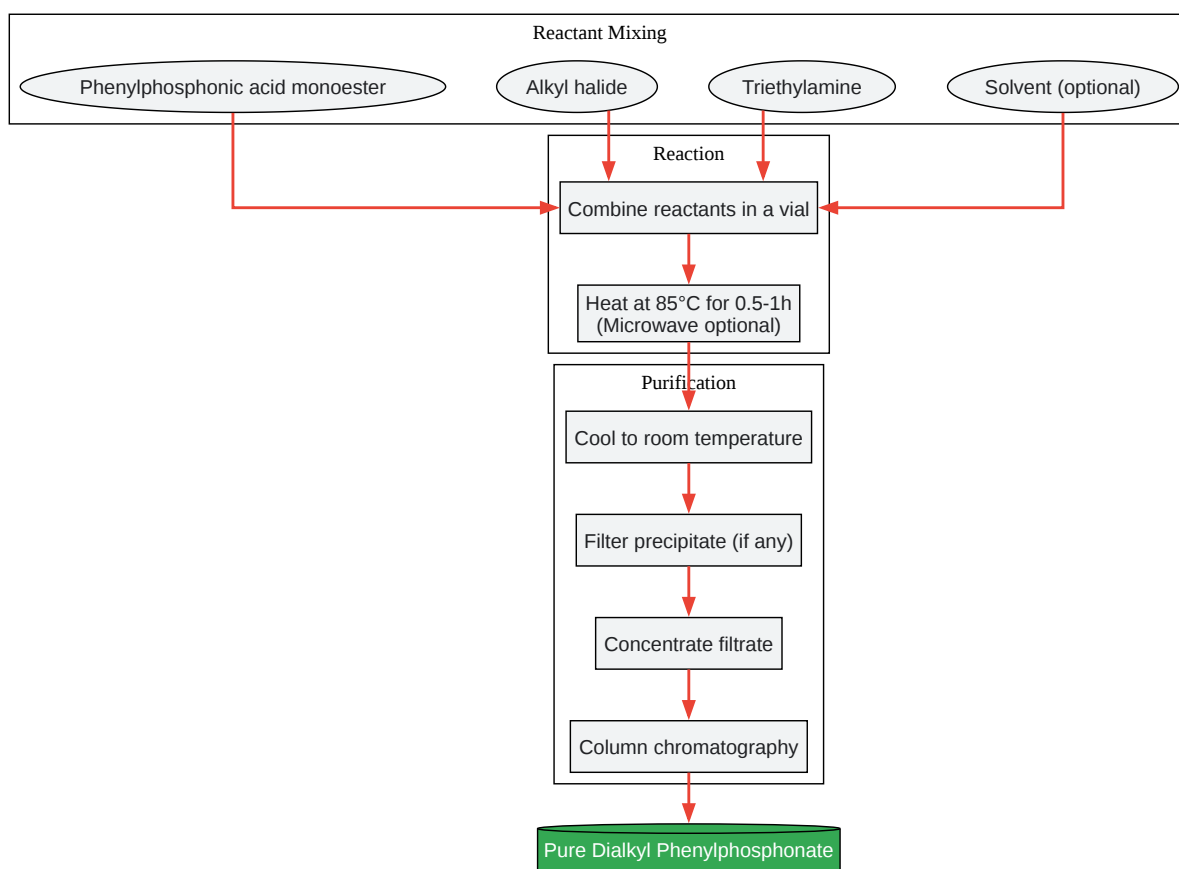 Reactant Mixing
Phenylphosphonic acid monoester
Alkyl halide
Triethylamine
Solvent (optional)
Reaction
Combine reactants in a vial
Heat at 85°C for 0.5-1h
(Microwave optional)
Purification
Cool to room temperature
Filter precipitate (if any)
Concentrate filtrate
Column chromatography
Pure Dialkyl Phenylphosphonate